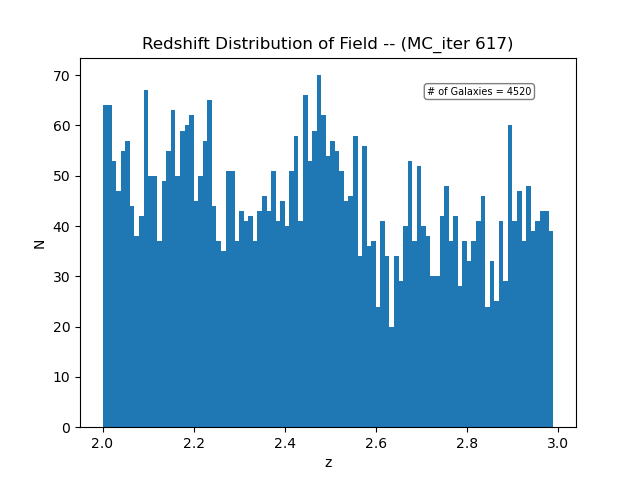 Redshift Distribution of Field -- (MC_iter 617)
# of Galaxies = 4520
N
70
60
50
40
30
20
10
0
2.0 2.2 2.4 2.6 2.8 3.0
z